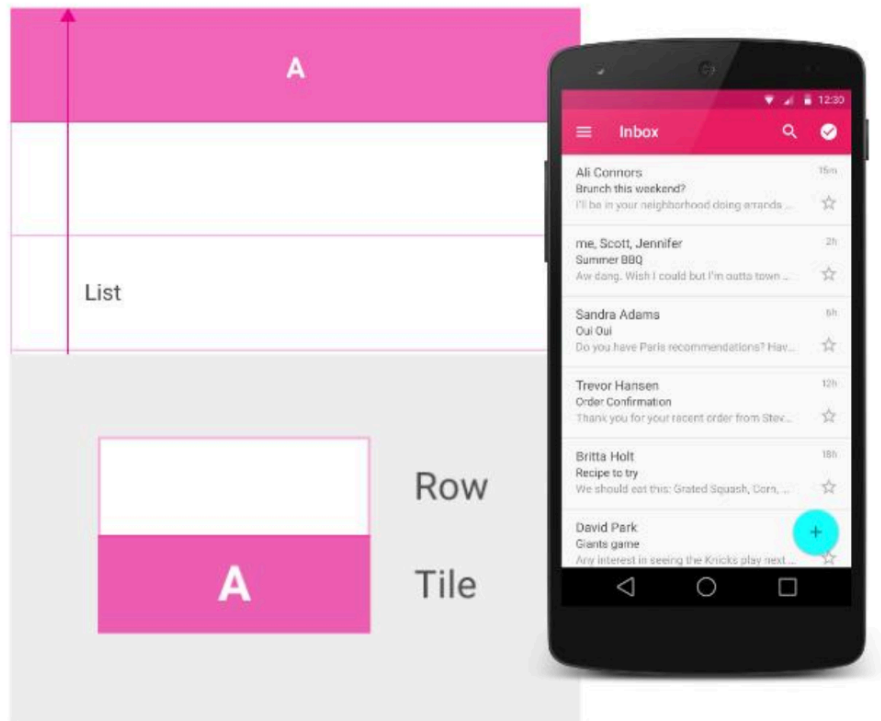 A
List
Row
A
Tile
12:30
Inbox
Ali Connors 15m
Brunch this weekend?
I'll be in your neighborhood doing errands ...
me, Scott, Jennifer 2h
Summer BBQ
Aw dang. Wish I could but I'm outta town ...
Sandra Adams 6h
Oui Oui
Do you have Paris recommendations? Hav...
Trevor Hansen 12h
Order Confirmation
Thank you for your recent order from Stev...
Britta Holt 18h
Recipe to try
We should eat this: Grated Squash, Corn, ...
David Park
Giants game
Any interest in seeing the Knicks play next ...